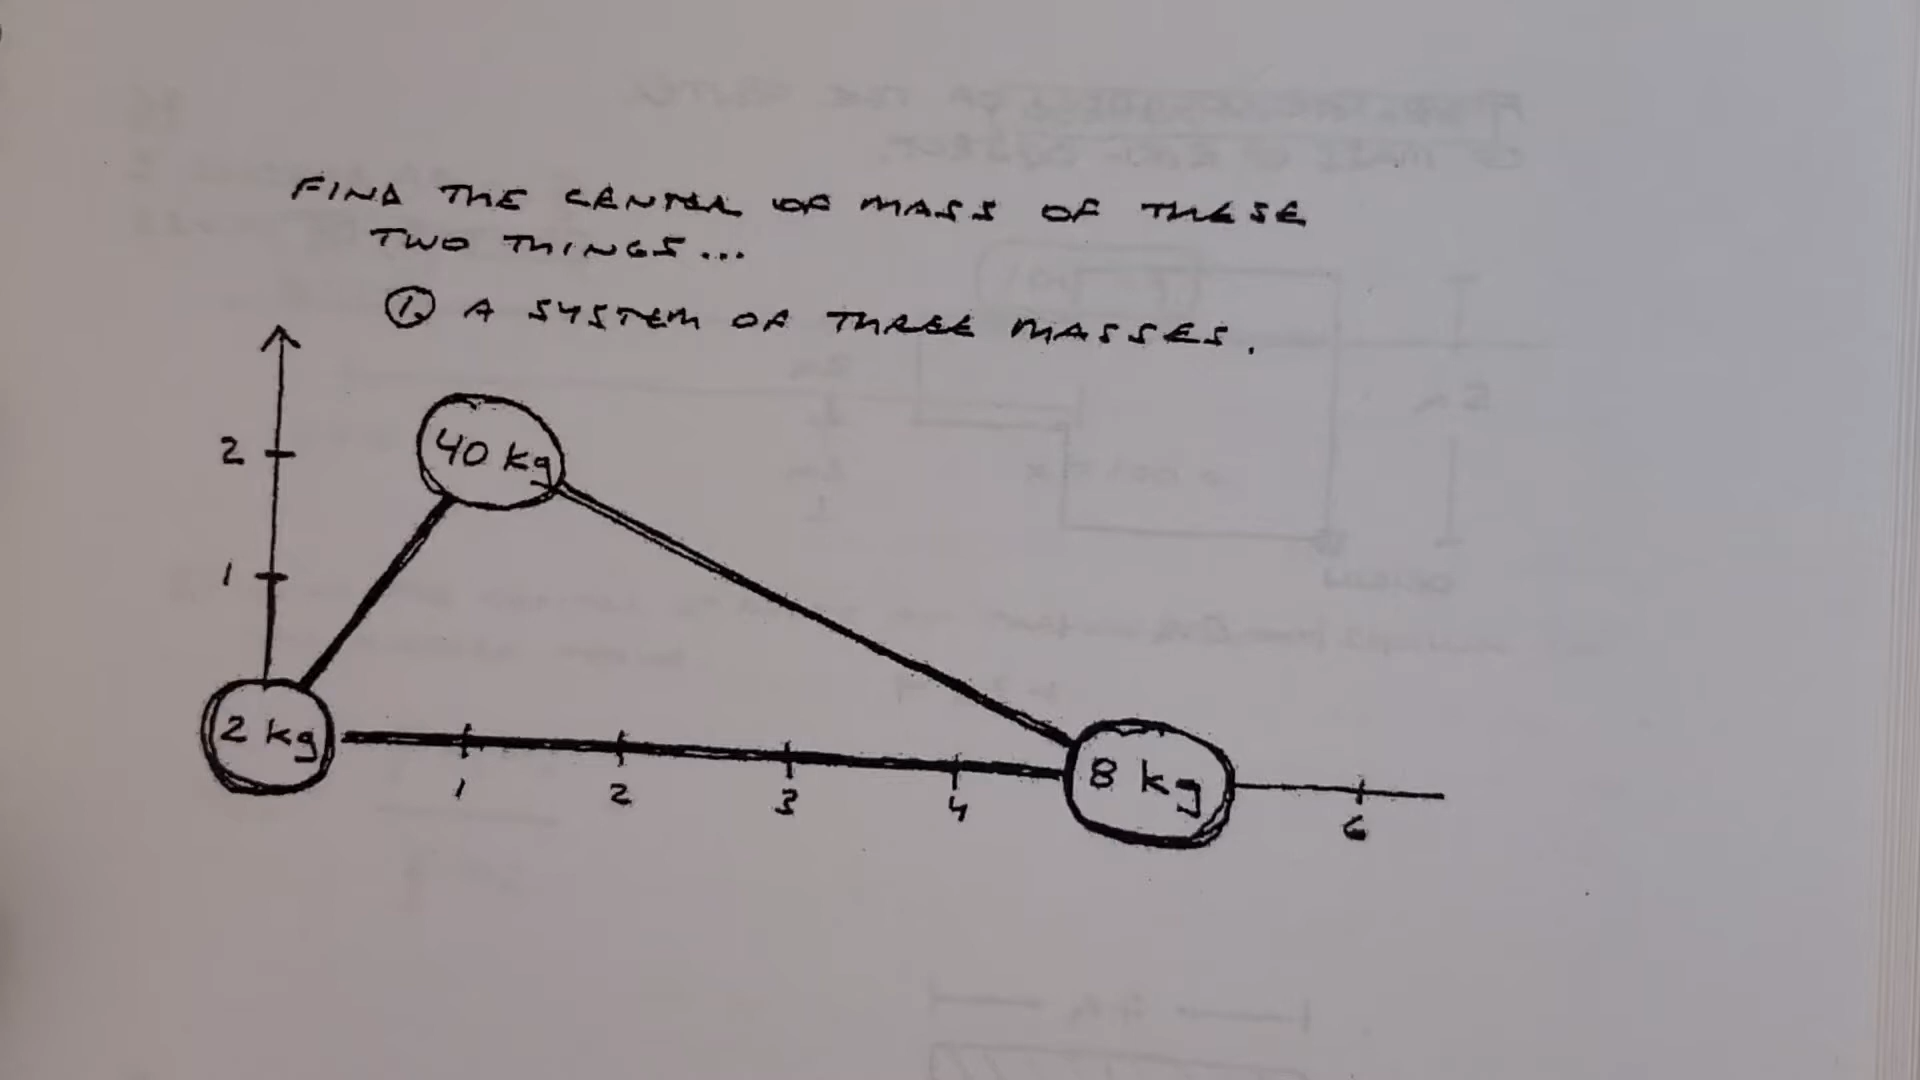 FIND THE CENTER OF MASS OF THESE
TWO THINGS...
1. A SYSTEM OF THREE MASSES.
2
40 kg
1
2 kg
8 kg
1
2
3
4
6